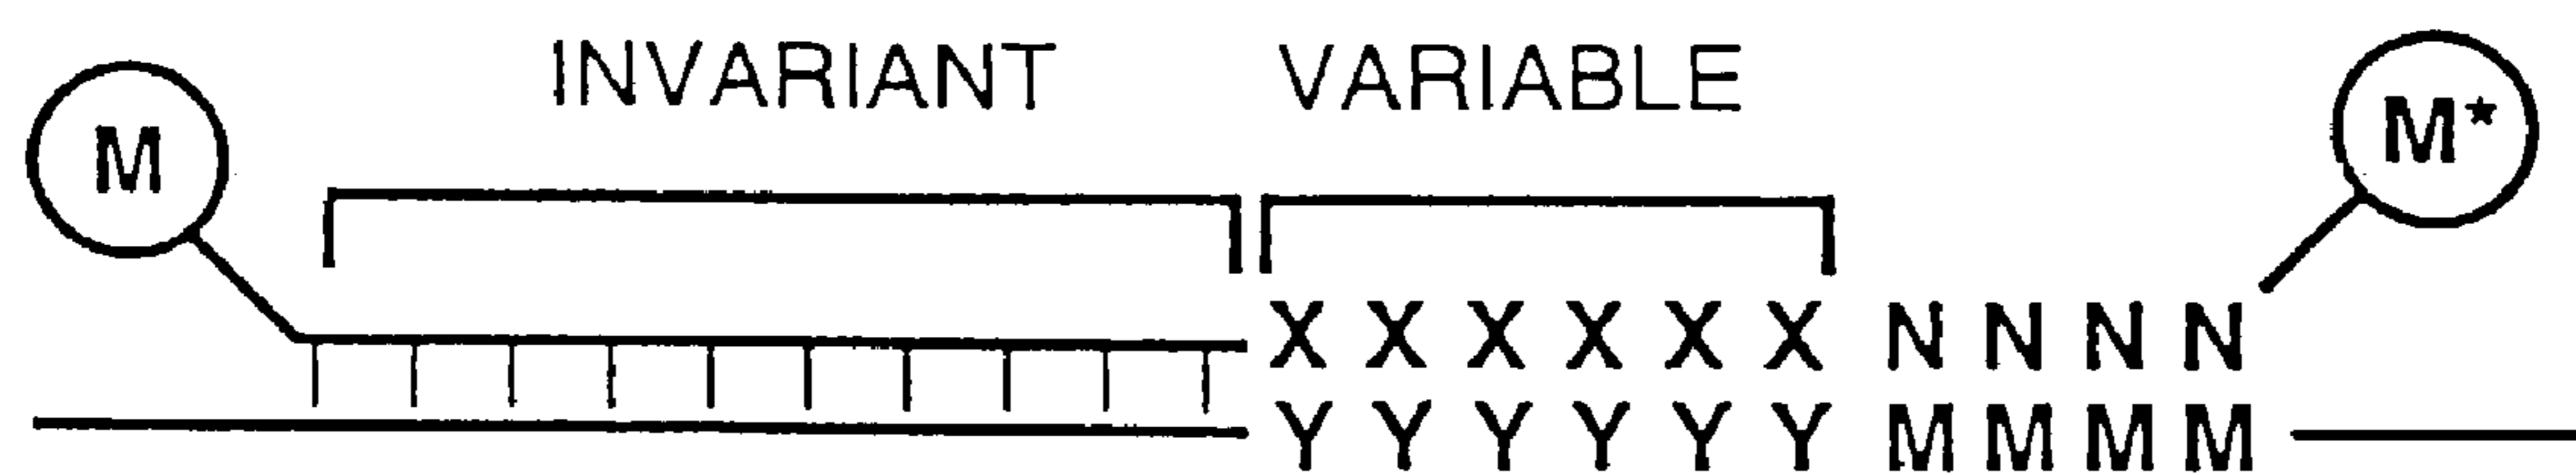 INVARIANT VARIABLE
M M*
X X X X X X N N N N
Y Y Y Y Y Y M M M M